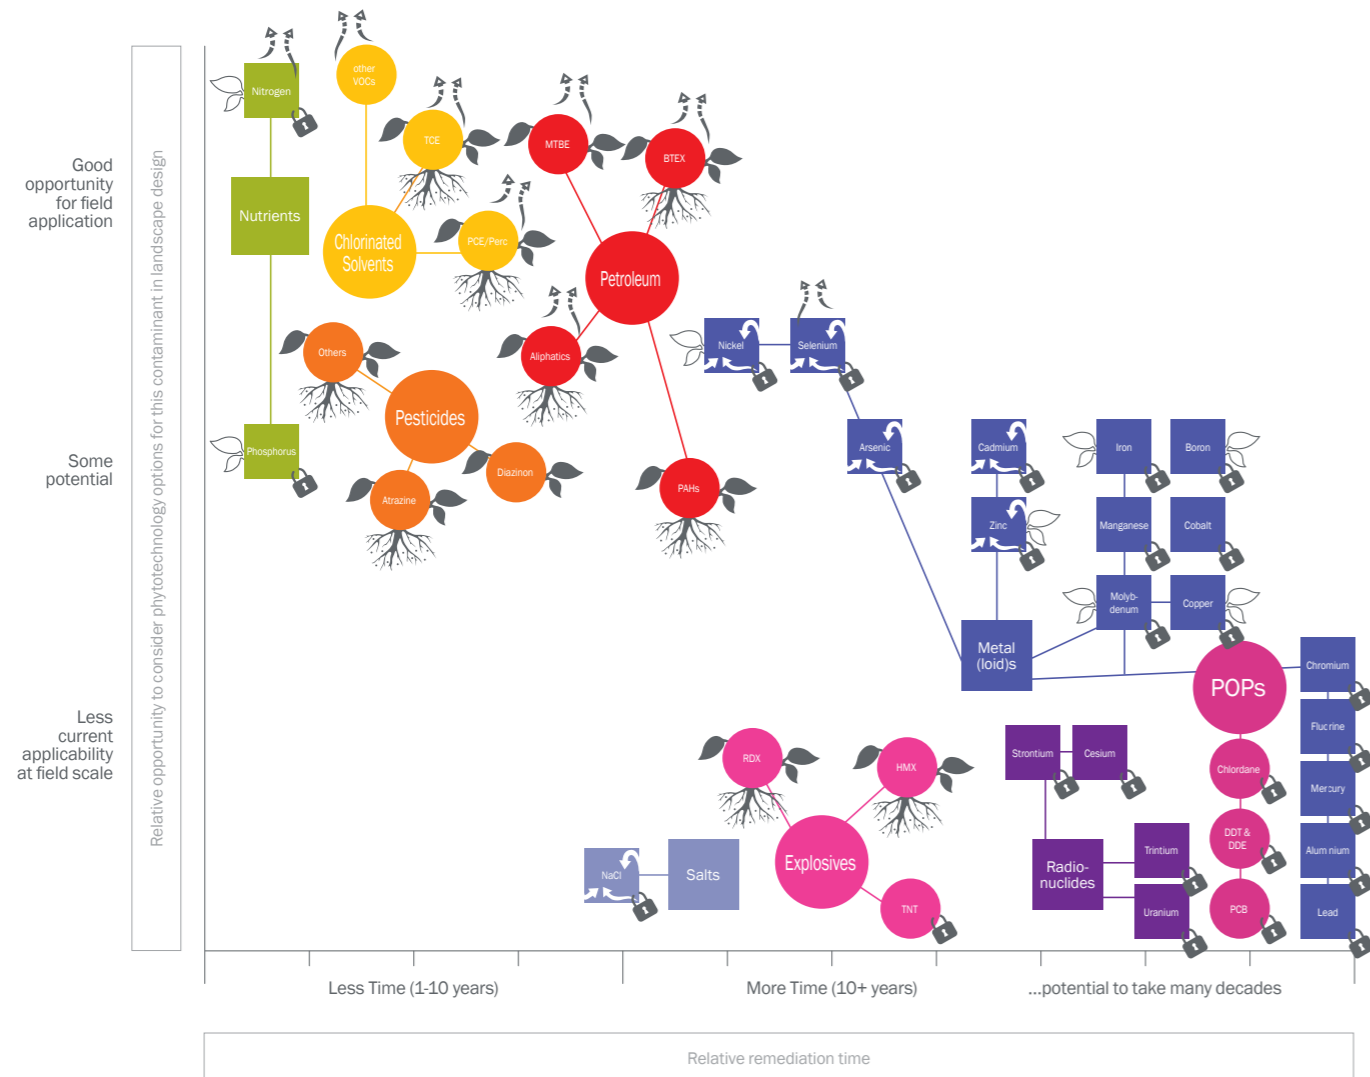 Relative opportunity to consider phytotechnology options for this contaminant in landscape design
Good
opportunity
for field
application
Some
potential
Less
current
applicability
at field scale
Nitrogen
Nutrients
Phosphorus
other
VOCs
TCE
PCE/Perc
Chlorinated
Solvents
MTBE
BTEX
Petroleum
Aliphatics
PAHs
Others
Pesticides
Atrazine
Diazinon
Nickel
Selenium
Arsenic
Cadmium
Zinc
Iron
Boron
Manganese
Cobalt
Molyb-
denum
Copper
Metal
(loid)s
POPs
Chlordane
DDT &
DDE
PCB
Chromium
Flucrine
Mercury
Alum nium
Lead
Strontium
Cesium
Radio-
nuclides
Trintium
Uranium
RDX
HMX
Explosives
TNT
NaCl
Salts
Less Time (1-10 years)
More Time (10+ years)
...potential to take many decades
Relative remediation time